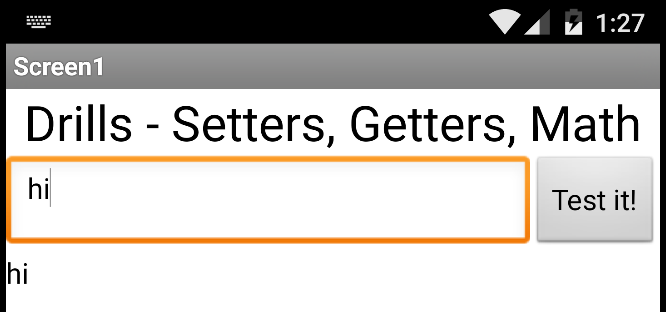 1:27
Screen1
Drills - Setters, Getters, Math
hi
Test it!
hi